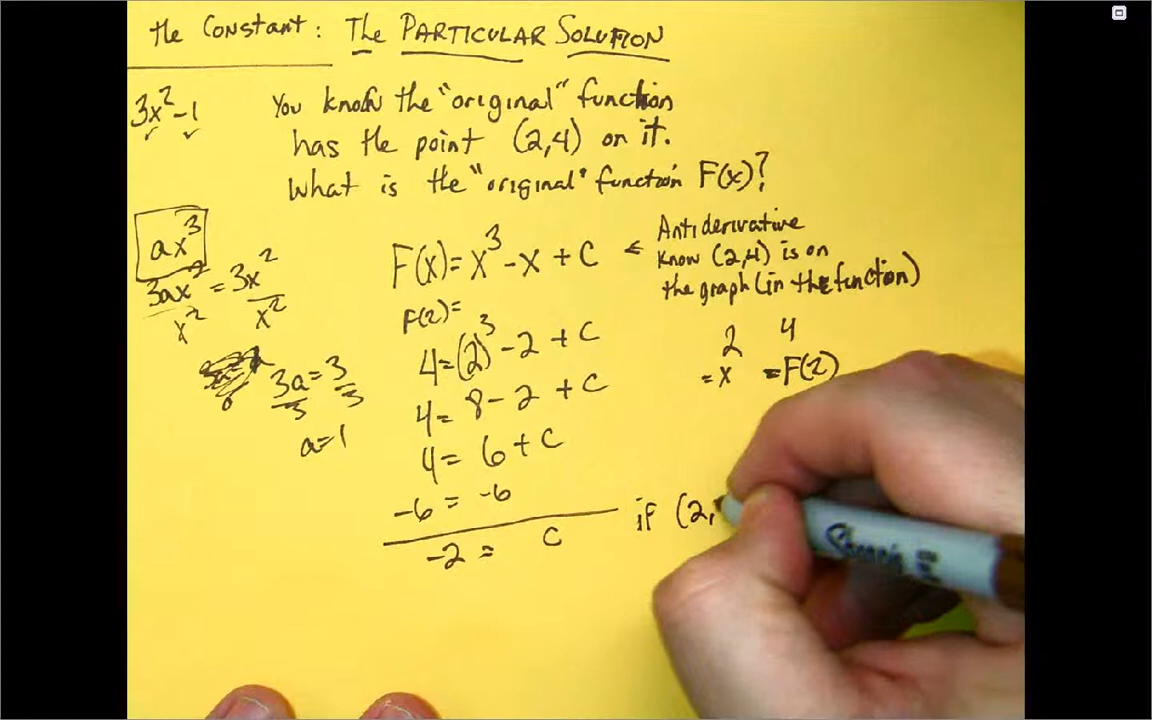 the Constant: The PARTICULAR SOLUTION
3x² - 1
You know the "original" function
has the point (2,4) on it.
What is the "original" function F(x)?
ax³
3ax² = 3x²
x² x²
3a = 3
3 3
a = 1
F(x) = x³ - x + C
← Antiderivative
know (2,4) is on
the graph (in the function)
F(2) =
4 = (2)³ - 2 + C
4 = 8 - 2 + C
4 = 6 + C
-6 = -6
-2 = C
2 4
= x = F(2)
if (2,
Sharpie